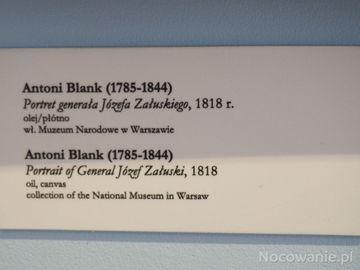 Antoni Blank (1785-1844)
Portret generała Józefa Załuskiego, 1818 r.
olej/płótno
wł. Muzeum Narodowe w Warszawie
Antoni Blank (1785-1844)
Portrait of General Józef Załuski, 1818
oil, canvas
collection of the National Museum in Warsaw
Nocowanie.pl